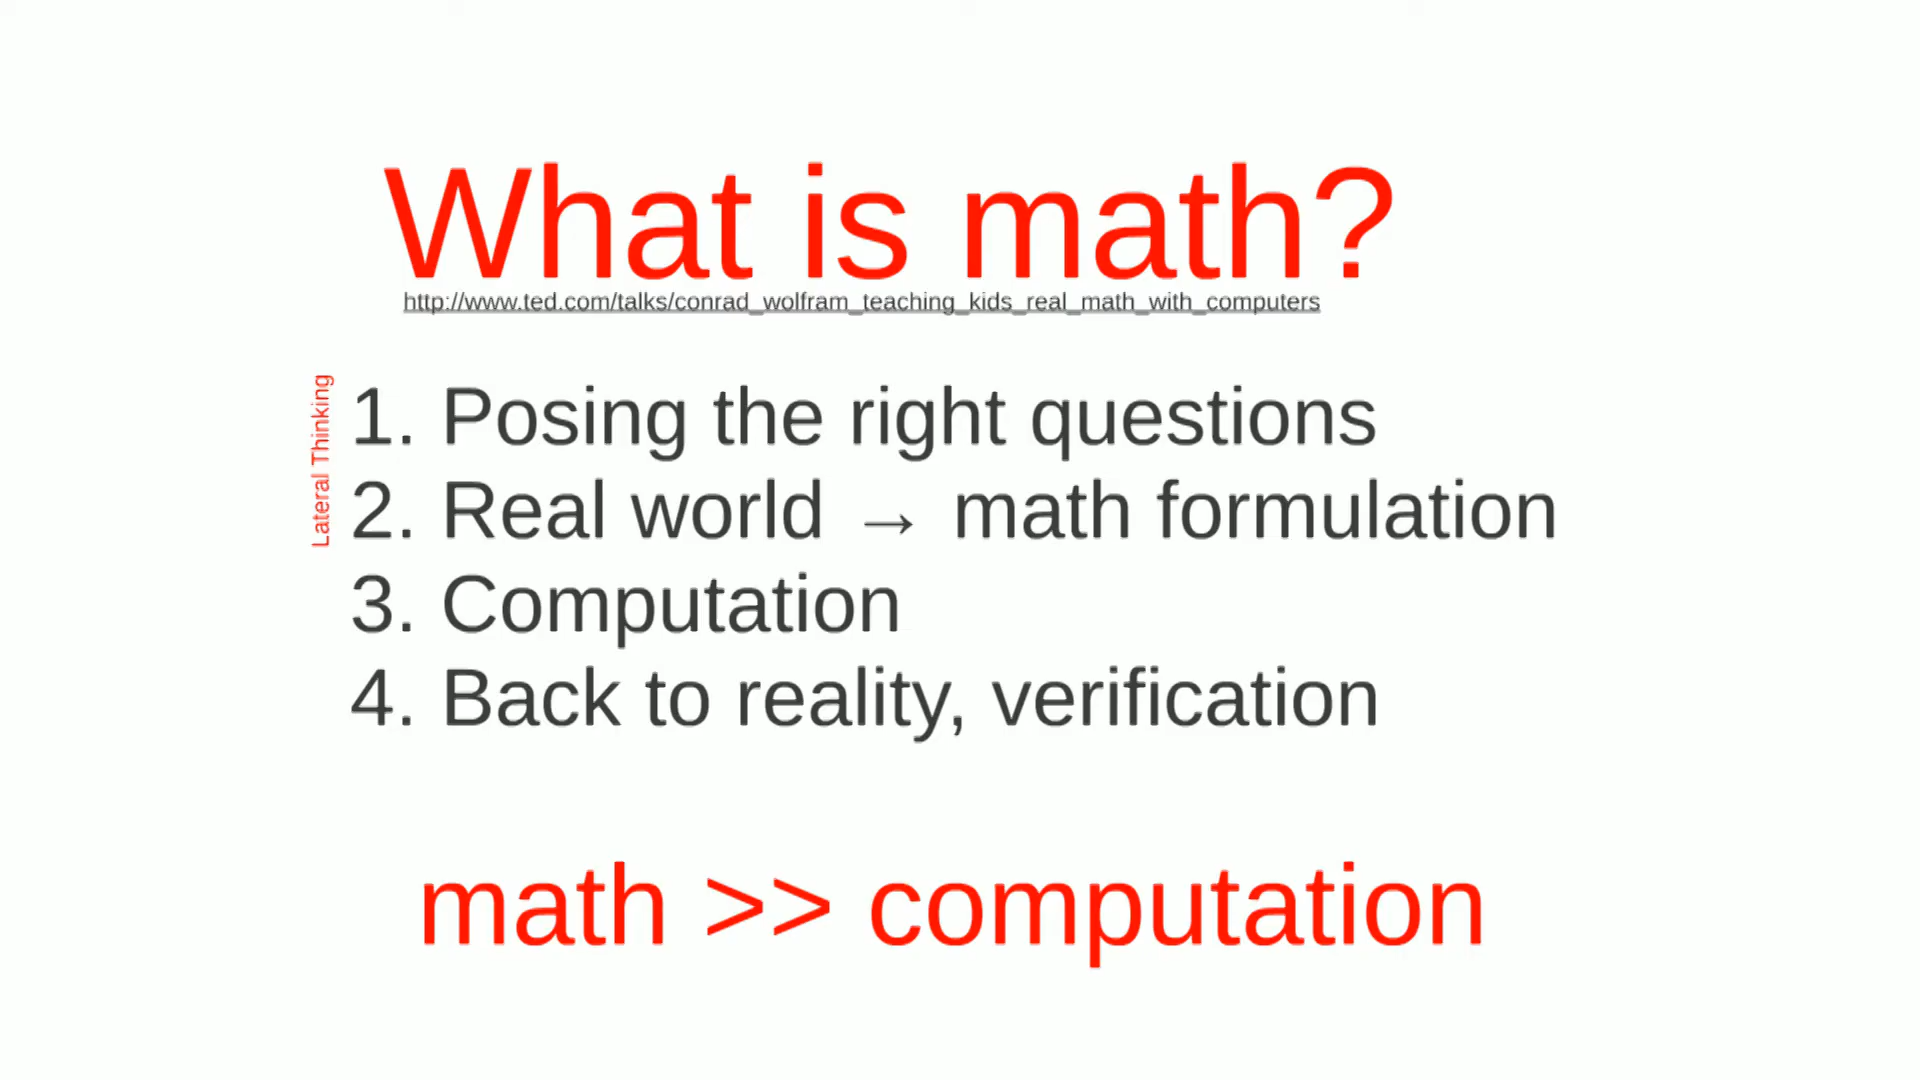 What is math?
http://www.ted.com/talks/conrad_wolfram_teaching_kids_real_math_with_computers
Lateral Thinking
1. Posing the right questions
2. Real world → math formulation
3. Computation
4. Back to reality, verification
math >> computation